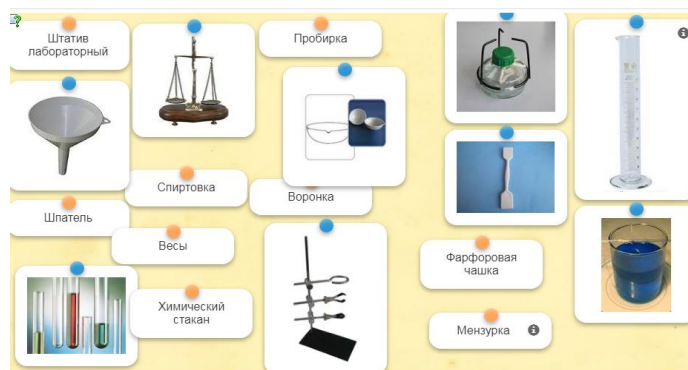 Штатив
лабораторный
Пробирка
Спиртовка
Воронка
Шпатель
Весы
Фарфоровая
чашка
Химический
стакан
Мензурка